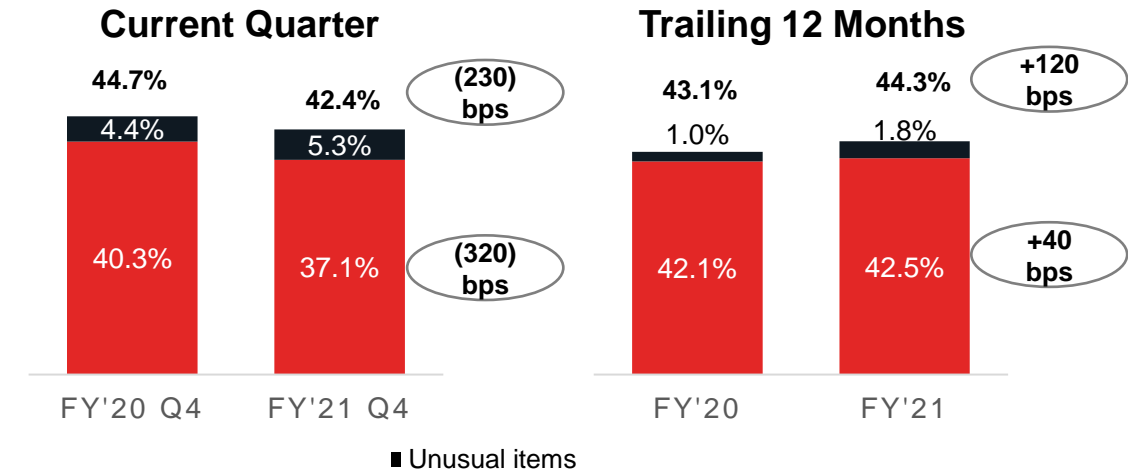 Current Quarter
44.7%
42.4%
(230)
bps
4.4%
5.3%
40.3%
37.1%
(320)
bps
FY'20 Q4
FY'21 Q4
Trailing 12 Months
43.1%
44.3%
+120
bps
1.0%
1.8%
42.1%
42.5%
+40
bps
FY'20
FY'21
Unusual items